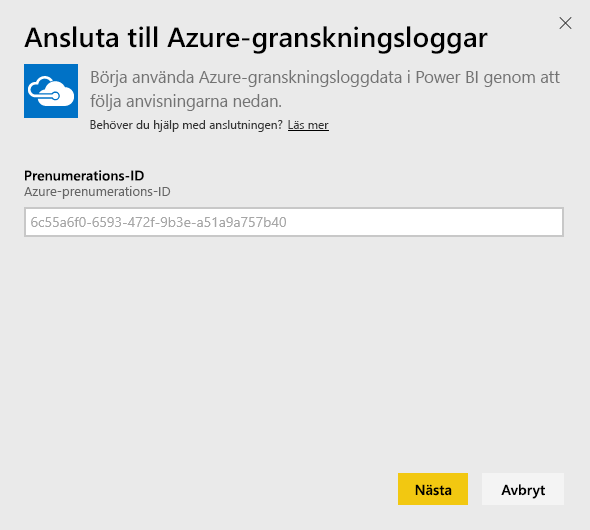 Ansluta till Azure-granskningsloggar
Börja använda Azure-granskningsloggdata i Power BI genom att
följa anvisningarna nedan.
Behöver du hjälp med anslutningen? Läs mer
Prenumerations-ID
Azure-prenumerations-ID
6c55a6f0-6593-472f-9b3e-a51a9a757b40
Nästa
Avbryt